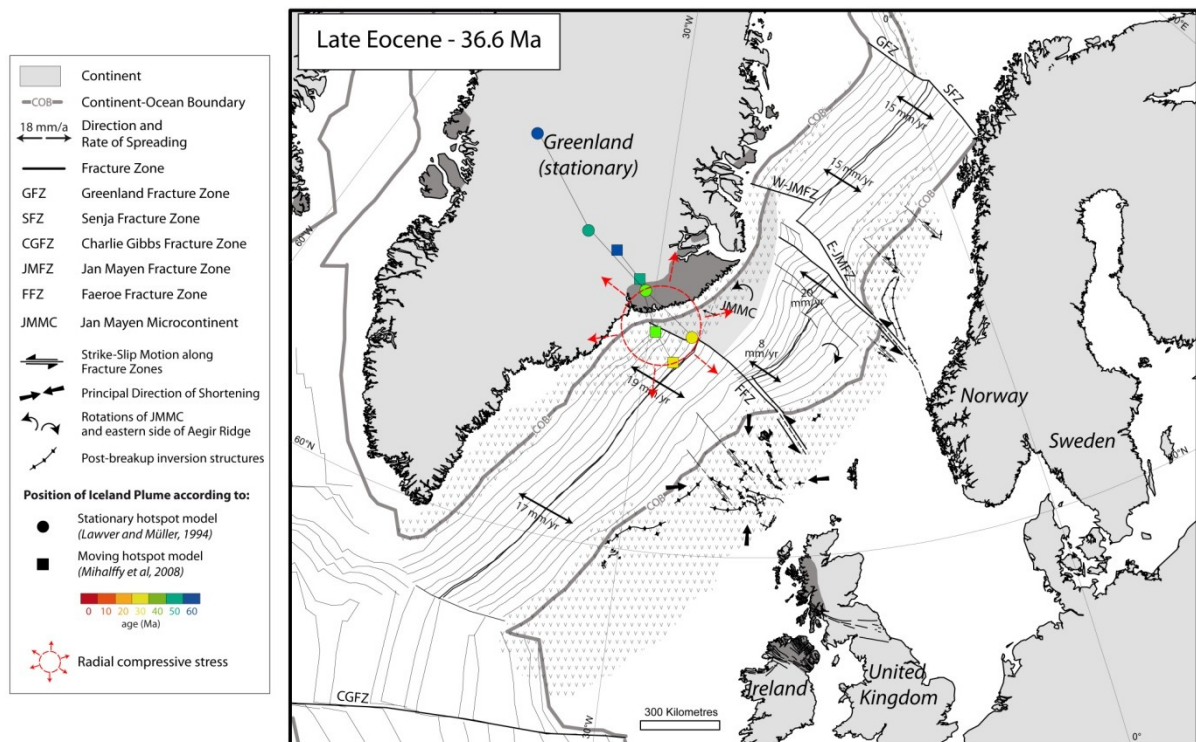 Continent
COB
Continent-Ocean Boundary
18 mm/a
Direction and
Rate of Spreading
Fracture Zone
GFZ
Greenland Fracture Zone
SFZ
Senja Fracture Zone
CGFZ
Charlie Gibbs Fracture Zone
JMFZ
Jan Mayen Fracture Zone
FFZ
Faeroe Fracture Zone
JMMC
Jan Mayen Microcontinent
Strike-Slip Motion along
Fracture Zones
Principal Direction of Shortening
Rotations of JMMC
and eastern side of Aegir Ridge
Post-breakup inversion structures
Position of Iceland Plume according to:
Stationary hotspot model
(Lawver and Müller, 1994)
Moving hotspot model
(Mihalffy et al, 2008)
0 10 20 30 40 50 60
age (Ma)
Radial compressive stress
Late Eocene - 36.6 Ma
30°W
0°
20°E
GFZ
SFZ
15 mm/yr
COB
Greenland
(stationary)
W-JMFZ
15 mm/yr
COB
60°W
E-JMFZ
20
mm/yr
JMMC
8
mm/yr
FFZ
19 mm/yr
COB
Norway
Sweden
60°N
COB
17 mm/yr
Ireland
United
Kingdom
CGFZ
30°W
300 Kilometres
0°